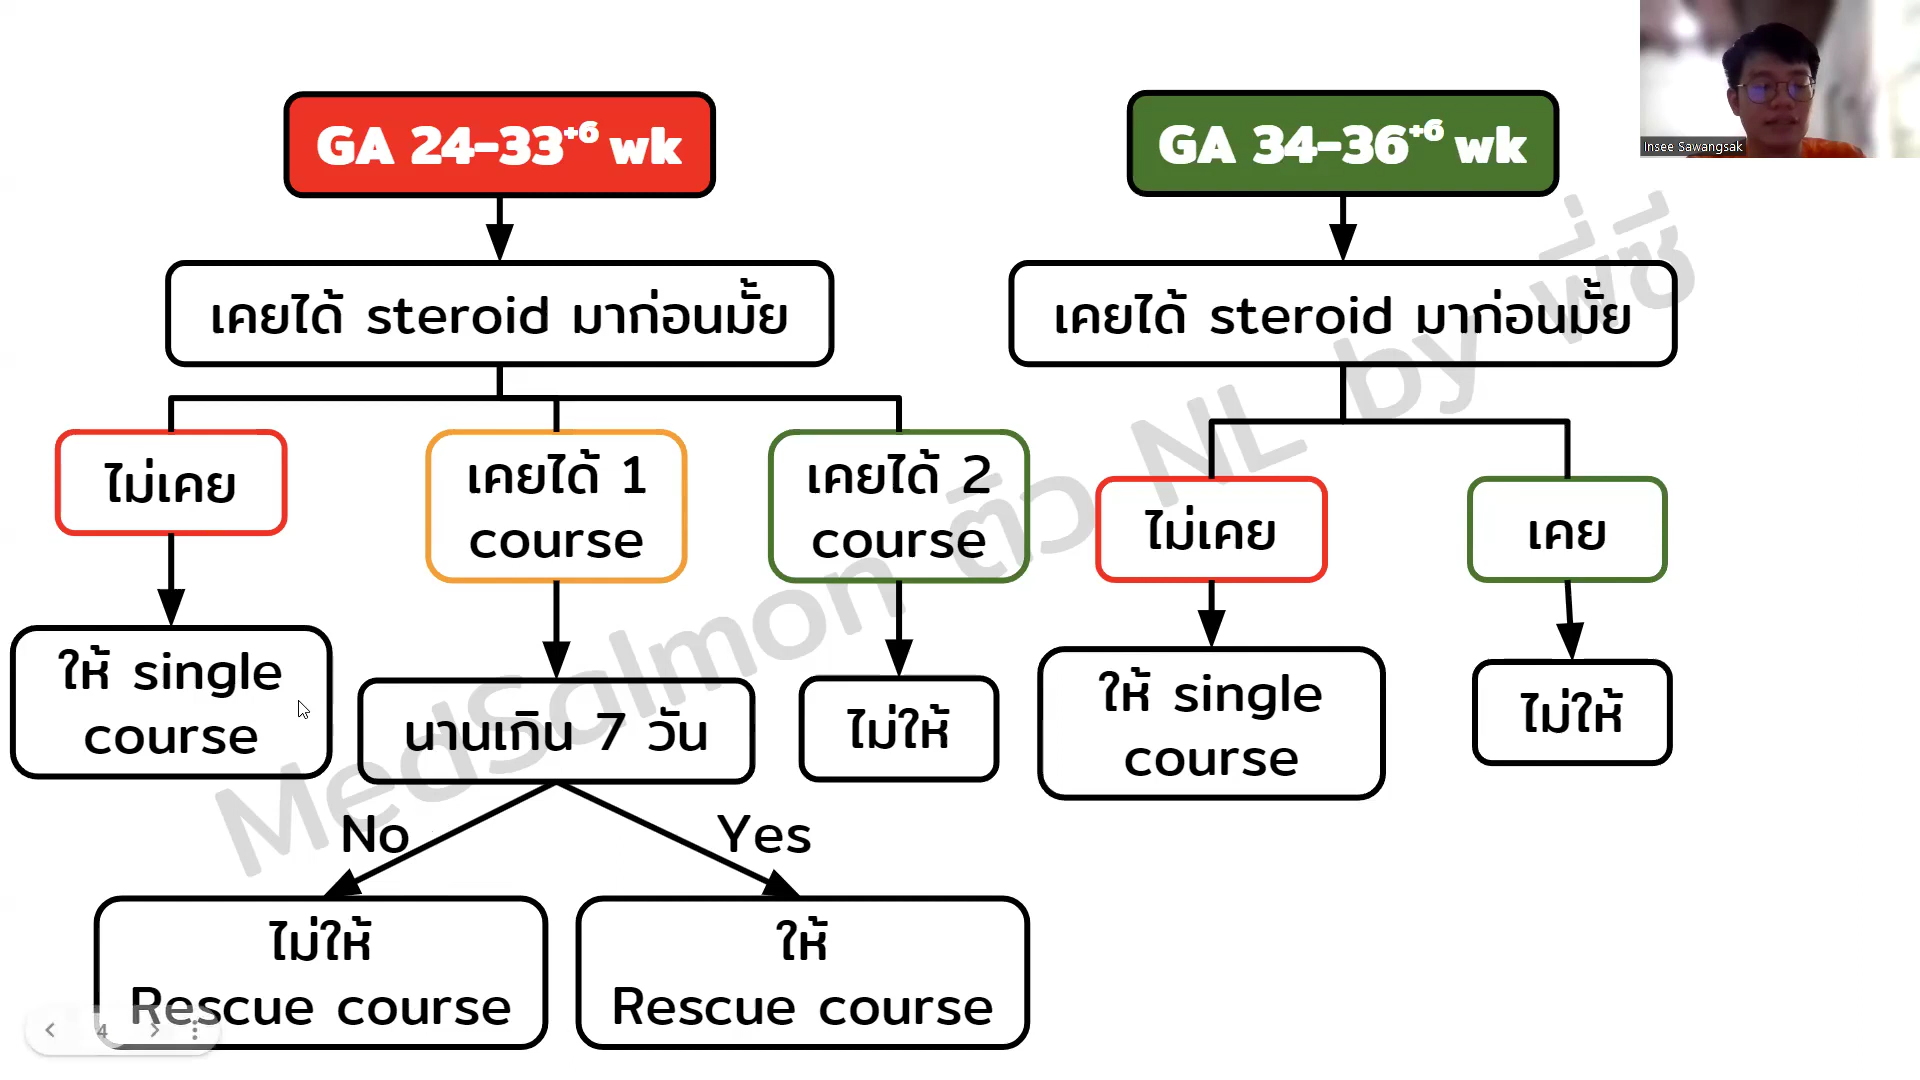 GA 24-33+6 wk
เคยได้ steroid มาก่อนมั้ย
ไม่เคย
เคยได้ 1
course
เคยได้ 2
course
ให้ single
course
นานเกิน 7 วัน
ไม่ให้
No
Yes
ไม่ให้
Rescue course
ให้
Rescue course
GA 34-36+6 wk
เคยได้ steroid มาก่อนมั้ย
ไม่เคย
เคย
ให้ single
course
ไม่ให้
MedSalmon ติว NL by พี่ซี
Insee Sawangsak
4